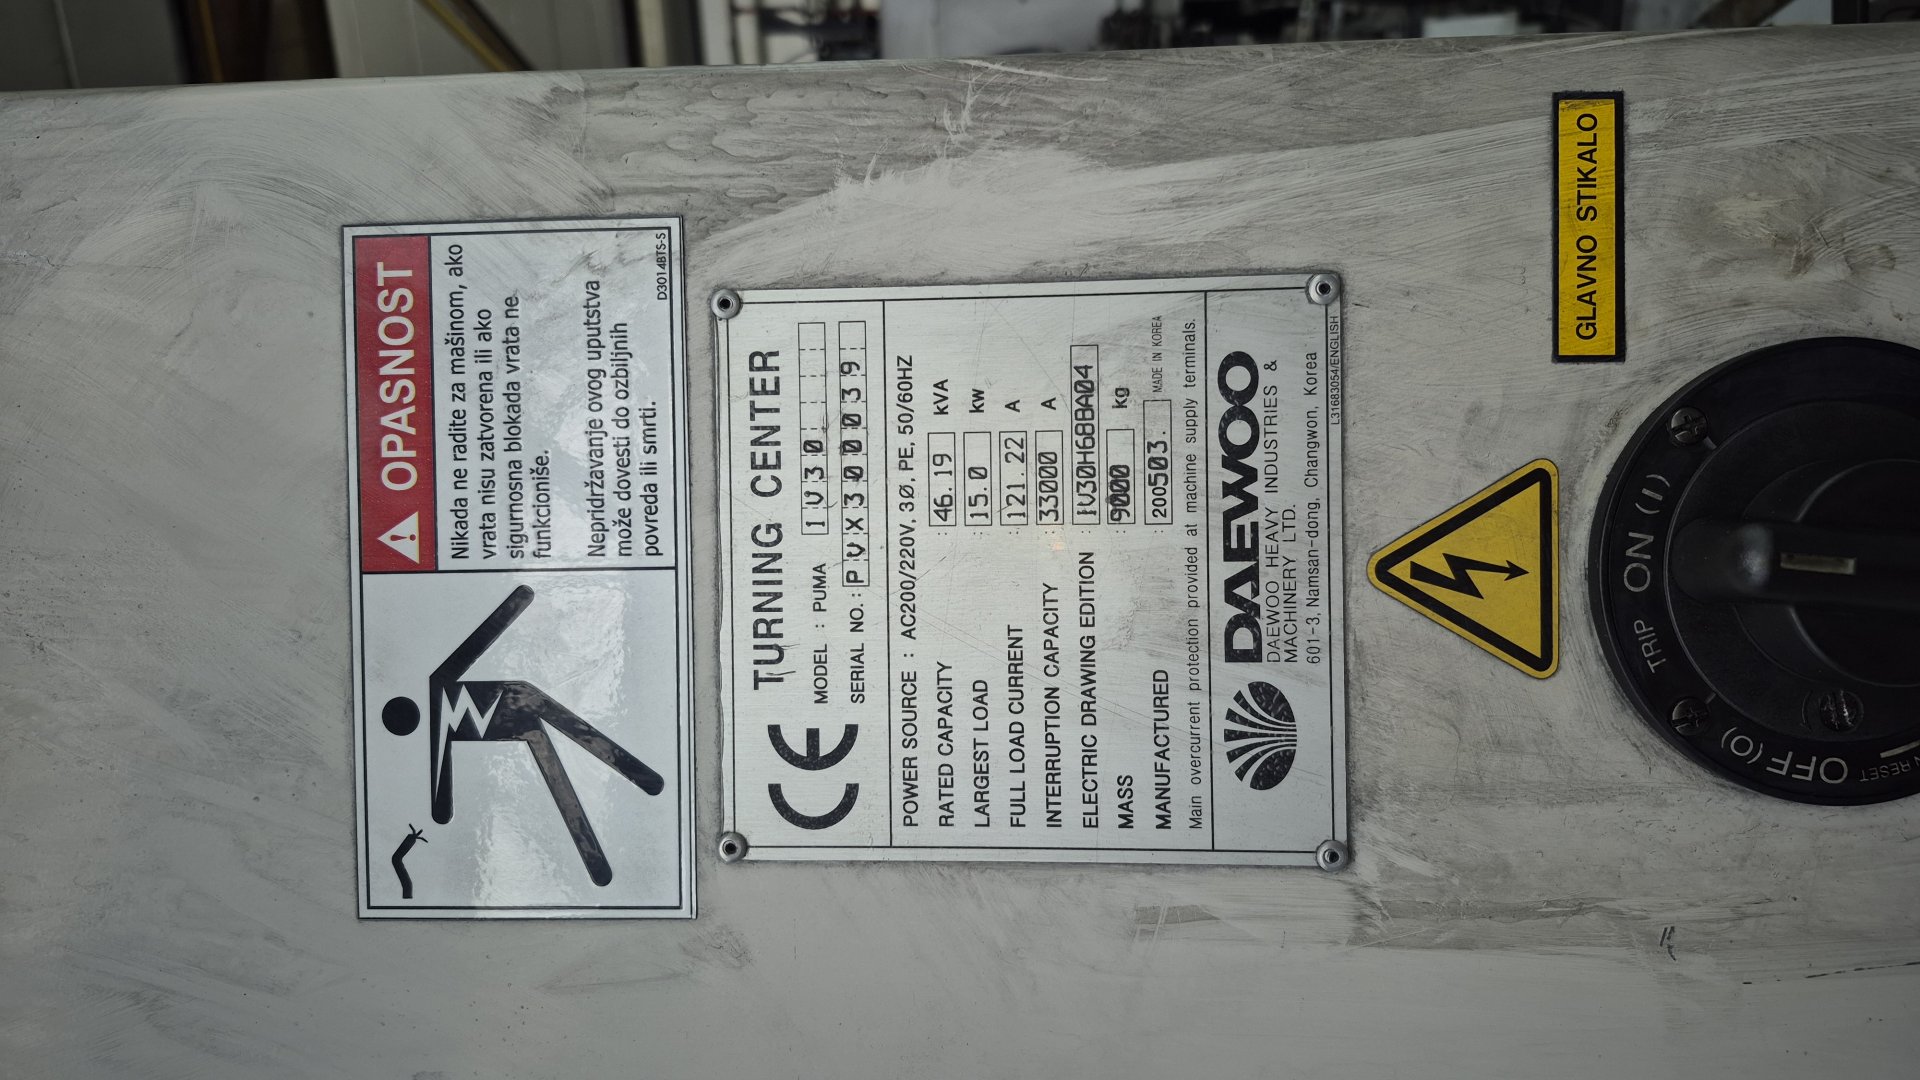 OPASNOST
Nikada ne radite za mašinom, ako
vrata nisu zatvorena ili ako
sigurnosna blokada vrata ne
funkcioniše.
Nepridržavanje ovog uputstva
može dovesti do ozbiljnih
povreda ili smrti.
D3014BTS-S
CE TURNING CENTER
MODEL : PUMA 1V30
SERIAL NO. : PVX300039
POWER SOURCE : AC200/220V, 3Ø, PE, 50/60HZ
RATED CAPACITY : 46.19 kVA
LARGEST LOAD : 15.0 kW
FULL LOAD CURRENT : 121.22 A
INTERRUPTION CAPACITY : 33000 A
ELECTRIC DRAWING EDITION : 1V30H6BBA04
MASS : 9000 kg
MANUFACTURED : 200503. MADE IN KOREA
Main overcurrent protection provided at machine supply terminals.
DAEWOO
DAEWOO HEAVY INDUSTRIES &
MACHINERY LTD.
601-3, Namsan-dong, Changwon, Korea
L31683054/ENGLISH
GLAVNO STIKALO
TRIP ON (I)
OFF (O)
RESET